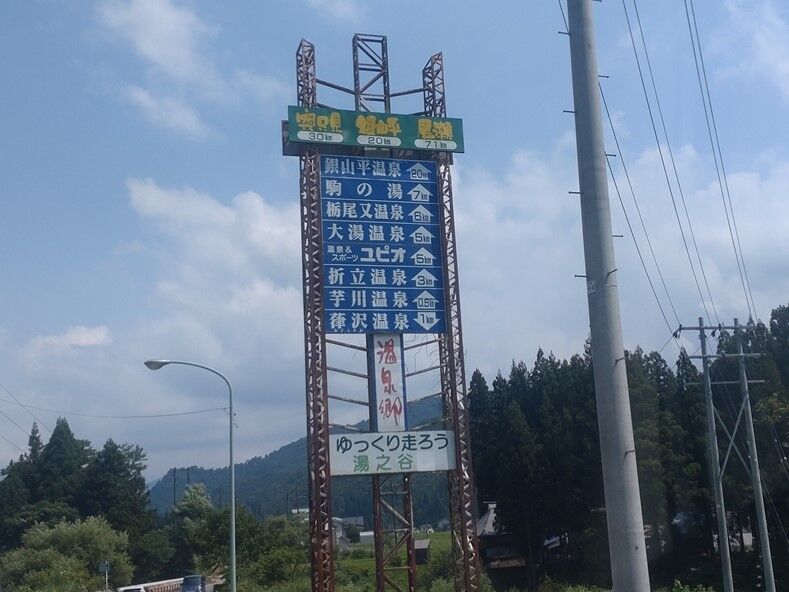 奥只見 銀山平 尾瀬
30km 20km 71km
銀山平温泉 20km
駒の湯 7km
栃尾又温泉 6km
大湯温泉 5km
温泉&スポーツ ユピオ 5km
折立温泉 3km
芋川温泉 0.5km
葎沢温泉 1km
温泉郷
ゆっくり走ろう
湯之谷